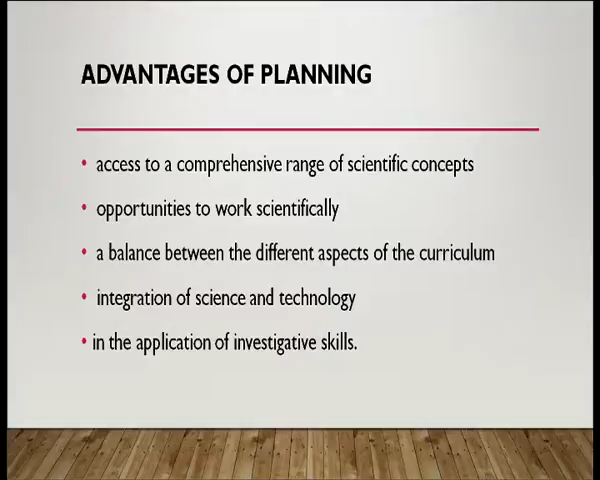 ADVANTAGES OF PLANNING
• access to a comprehensive range of scientific concepts
• opportunities to work scientifically
• a balance between the different aspects of the curriculum
• integration of science and technology
• in the application of investigative skills.